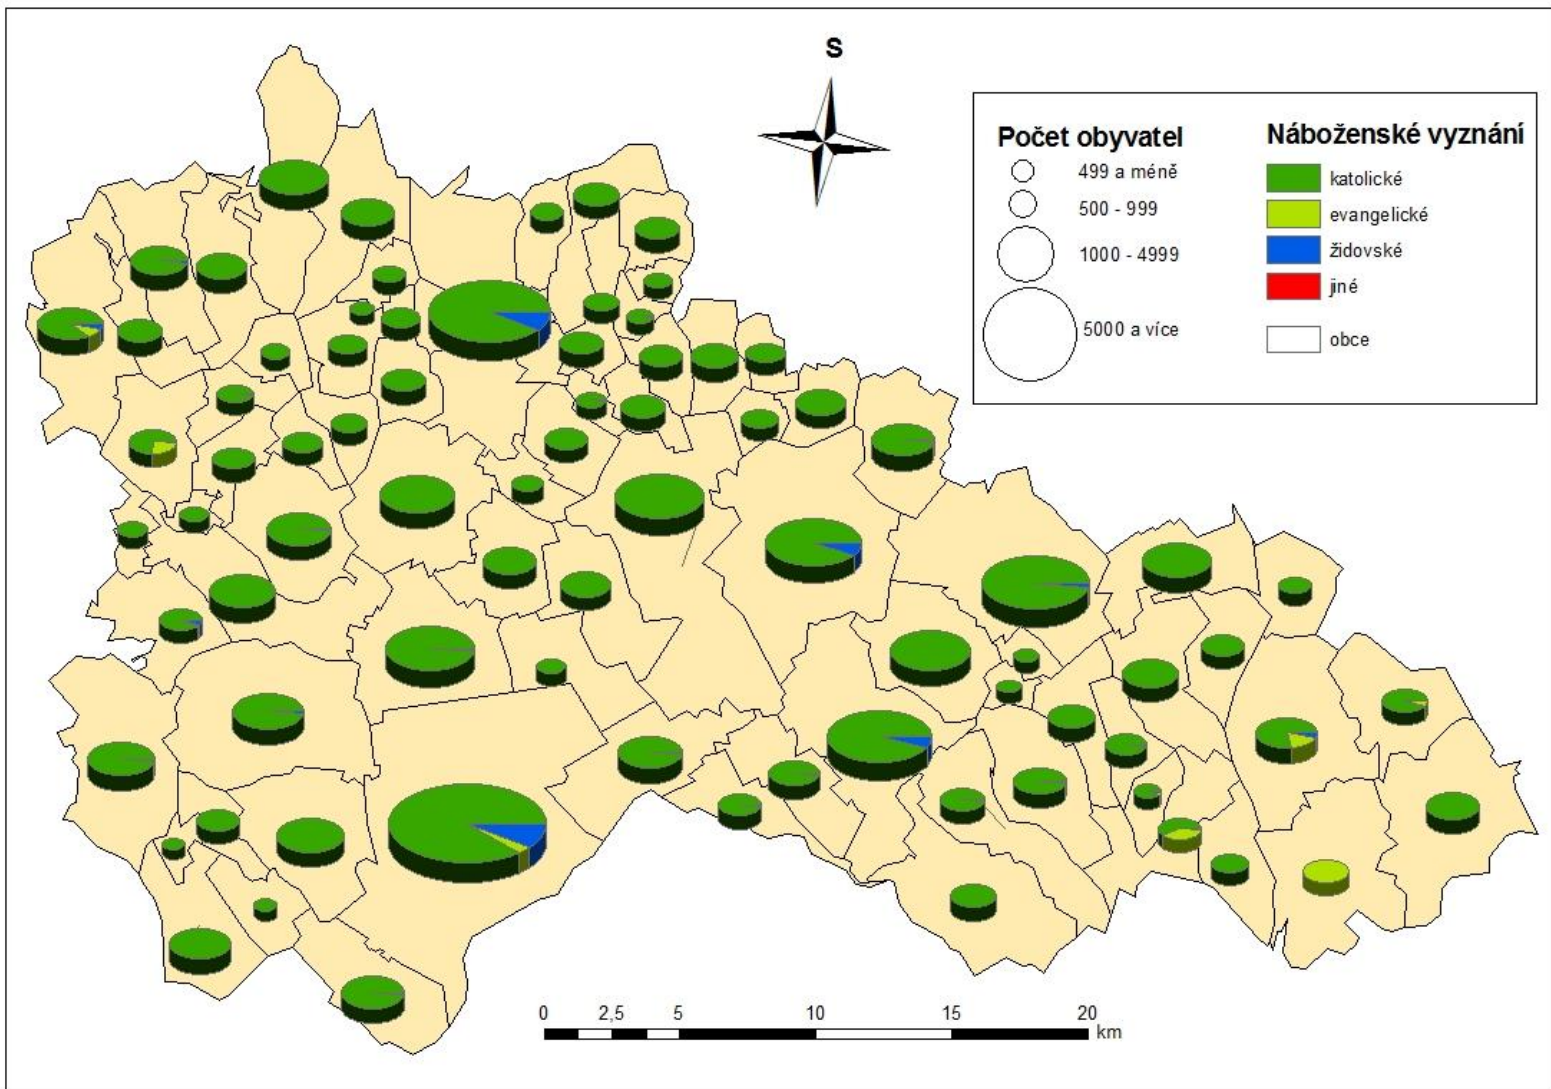 S
Počet obyvatel
499 a méně
500 - 999
1000 - 4999
5000 a více
Náboženské vyznání
katolické
evangelické
židovské
jiné
obce
0 2,5 5 10 15 20
km